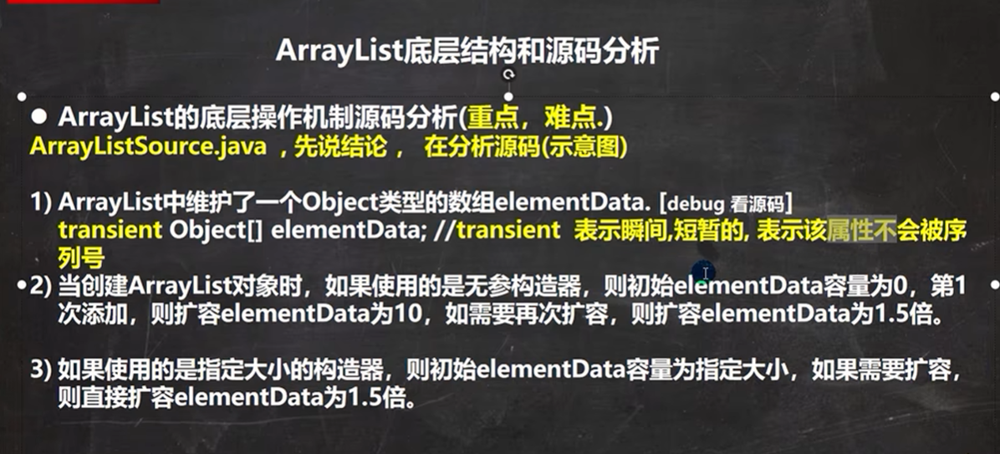 ArrayList底层结构和源码分析
● ArrayList的底层操作机制源码分析(重点，难点.)
ArrayListSource.java ，先说结论， 在分析源码(示意图)
1) ArrayList中维护了一个Object类型的数组elementData. [debug 看源码]
transient Object[] elementData; //transient 表示瞬间,短暂的, 表示该属性不会被序
列号
2) 当创建ArrayList对象时，如果使用的是无参构造器，则初始elementData容量为0，第1
次添加，则扩容elementData为10，如需要再次扩容，则扩容elementData为1.5倍。
3) 如果使用的是指定大小的构造器，则初始elementData容量为指定大小，如果需要扩容，
则直接扩容elementData为1.5倍。